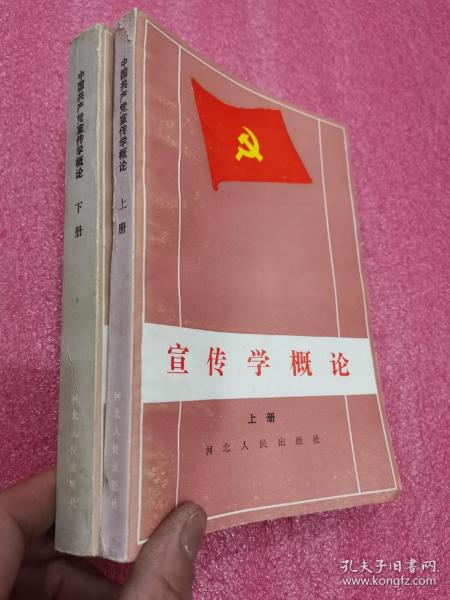 中国共产党宣传学概论 下册
河北人民出版社
中国共产党宣传学概论 上册
河北人民出版社
宣传学概论
上册
河北人民出版社
孔夫子旧书网
www.kongfz.com